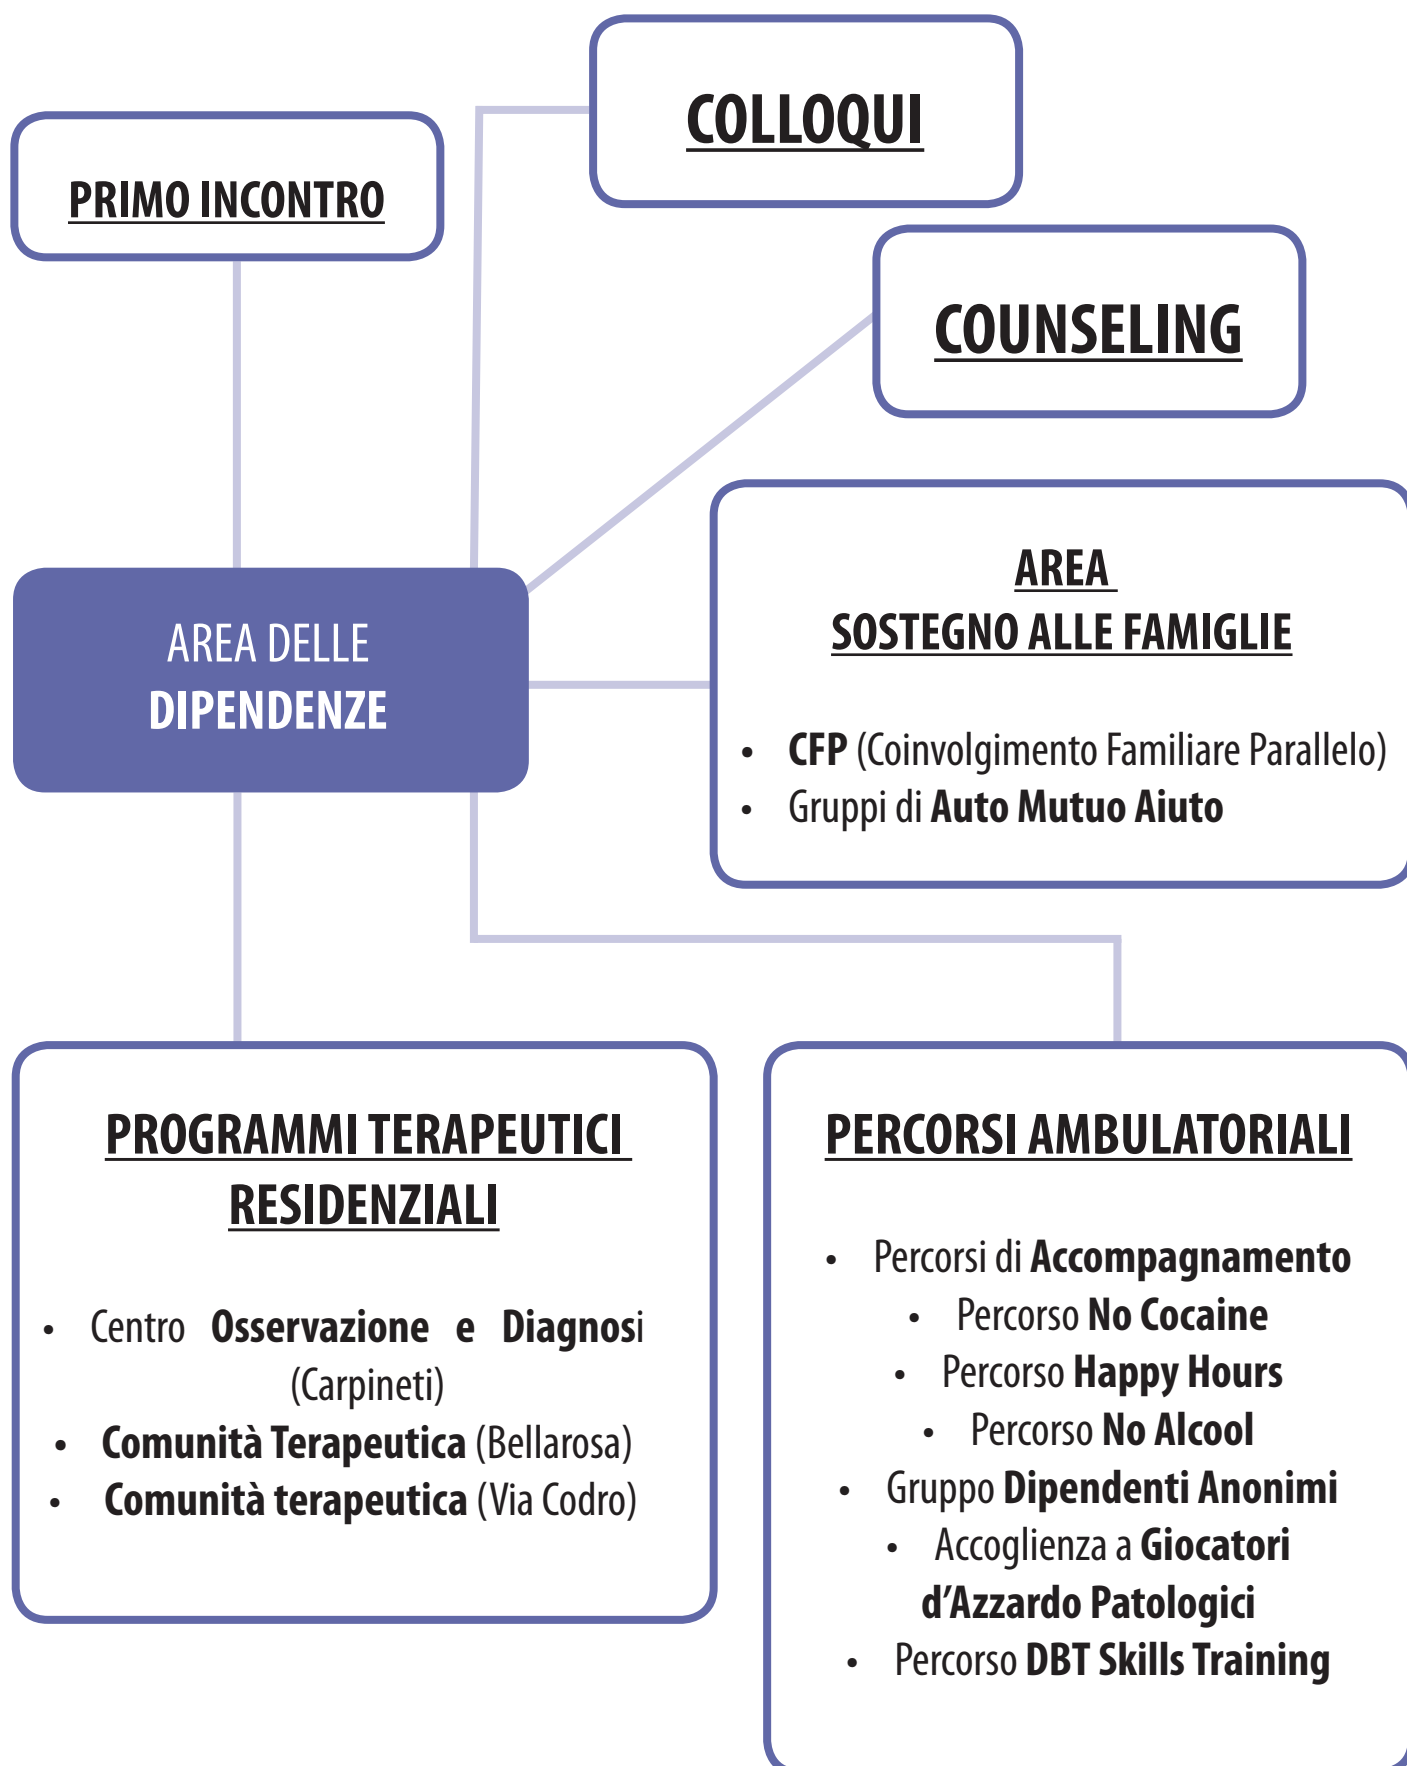 COLLOQUI
PRIMO INCONTRO
COUNSELING
AREA
SOSTEGNO ALLE FAMIGLIE
• CFP (Coinvolgimento Familiare Parallelo)
• Gruppi di Auto Mutuo Aiuto
AREA DELLE
DIPENDENZE
PROGRAMMI TERAPEUTICI
RESIDENZIALI
• Centro Osservazione e Diagnosi
(Carpineti)
• Comunità Terapeutica (Bellarosa)
• Comunità terapeutica (Via Codro)
PERCORSI AMBULATORIALI
• Percorsi di Accompagnamento
• Percorso No Cocaine
• Percorso Happy Hours
• Percorso No Alcool
• Gruppo Dipendenti Anonimi
• Accoglienza a Giocatori
d’Azzardo Patologici
• Percorso DBT Skills Training